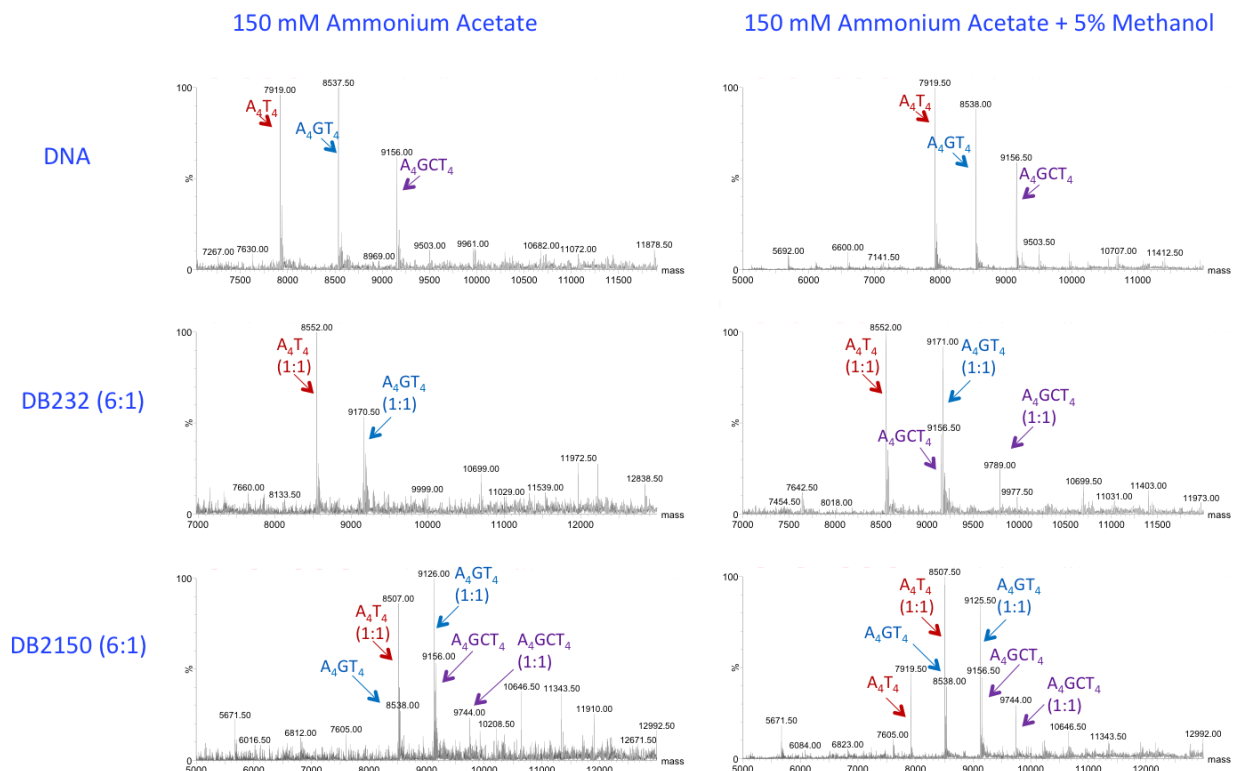 150 mM Ammonium Acetate
150 mM Ammonium Acetate + 5% Methanol
DNA
100
%
0
7919.00
8537.50
9156.00
A₄T₄
A₄GT₄
A₄GCT₄
7267.00
7630.00
8969.00
9503.00
9961.00
10682.00
11072.00
11878.50
7500 8000 8500 9000 9500 10000 10500 11000 11500
mass
100
%
0
7919.50
8538.00
9156.50
A₄T₄
A₄GT₄
A₄GCT₄
5692.00
6600.00
7141.50
9503.50
10707.00
11412.50
5000 6000 7000 8000 9000 10000 11000
mass
DB232 (6:1)
100
%
0
8552.00
A₄T₄
(1:1)
A₄GT₄
(1:1)
9170.50
7660.00
8133.50
9999.00
10699.00
11029.00
11539.00
11972.50
12838.50
7000 8000 9000 10000 11000 12000
mass
100
%
0
8552.00
9171.00
A₄T₄
(1:1)
A₄GT₄
(1:1)
A₄GCT₄
9156.50
A₄GCT₄
(1:1)
9789.00
7642.50
7454.50
8018.00
9977.50
10699.50
11031.00
11403.00
11973.00
7000 7500 8000 8500 9000 9500 10000 10500 11000 11500
mass
DB2150 (6:1)
100
%
0
9126.00
8507.00
A₄GT₄
(1:1)
A₄T₄
(1:1)
A₄GT₄
A₄GCT₄
9156.00
A₄GCT₄
(1:1)
8538.00
9744.00
5671.50
6016.50
6812.00
7605.00
10208.50
10646.50
11343.50
11910.00
12671.50
12992.50
5000 6000 7000 8000 9000 10000 11000 12000
mass
100
%
0
8507.50
9125.50
A₄T₄
(1:1)
A₄GT₄
(1:1)
A₄GT₄
A₄GCT₄
7919.50
8538.00
9156.50
A₄T₄
A₄GCT₄
(1:1)
9744.00
5671.50
6084.00
6823.00
7605.00
10646.50
11343.50
12992.00
5000 6000 7000 8000 9000 10000 11000 12000
mass